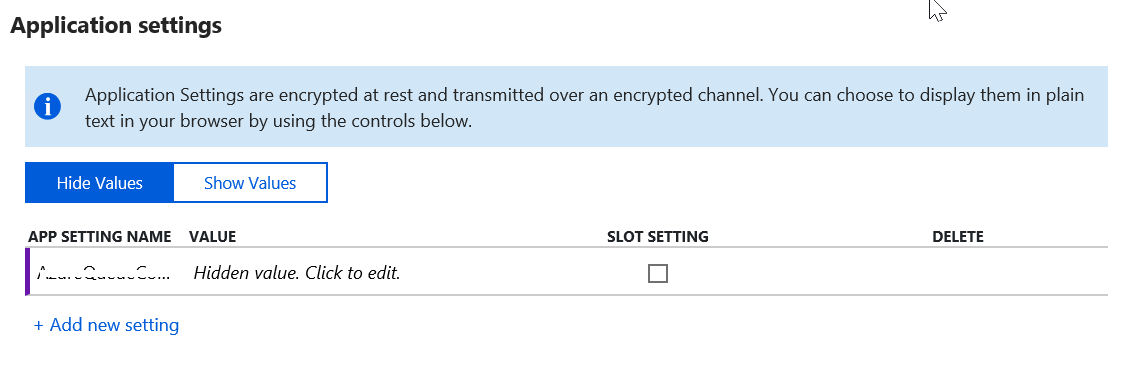 Application settings
Application Settings are encrypted at rest and transmitted over an encrypted channel. You can choose to display them in plain
text in your browser by using the controls below.
Hide Values Show Values
APP SETTING NAME VALUE SLOT SETTING DELETE
Hidden value. Click to edit.
+ Add new setting